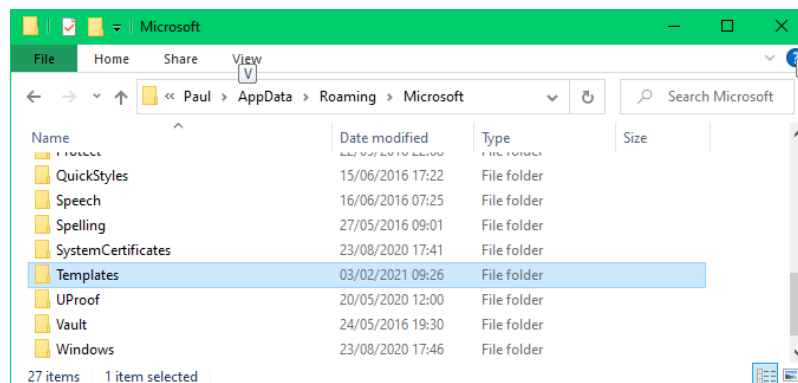 Microsoft
File Home Share View
V
« Paul > AppData > Roaming > Microsoft Search Microsoft
Name Date modified Type Size
QuickStyles 15/06/2016 17:22 File folder
Speech 16/06/2016 07:25 File folder
Spelling 27/05/2016 09:01 File folder
SystemCertificates 23/08/2020 17:41 File folder
Templates 03/02/2021 09:26 File folder
UProof 20/05/2020 12:00 File folder
Vault 24/05/2016 19:30 File folder
Windows 23/08/2020 17:46 File folder
27 items 1 item selected